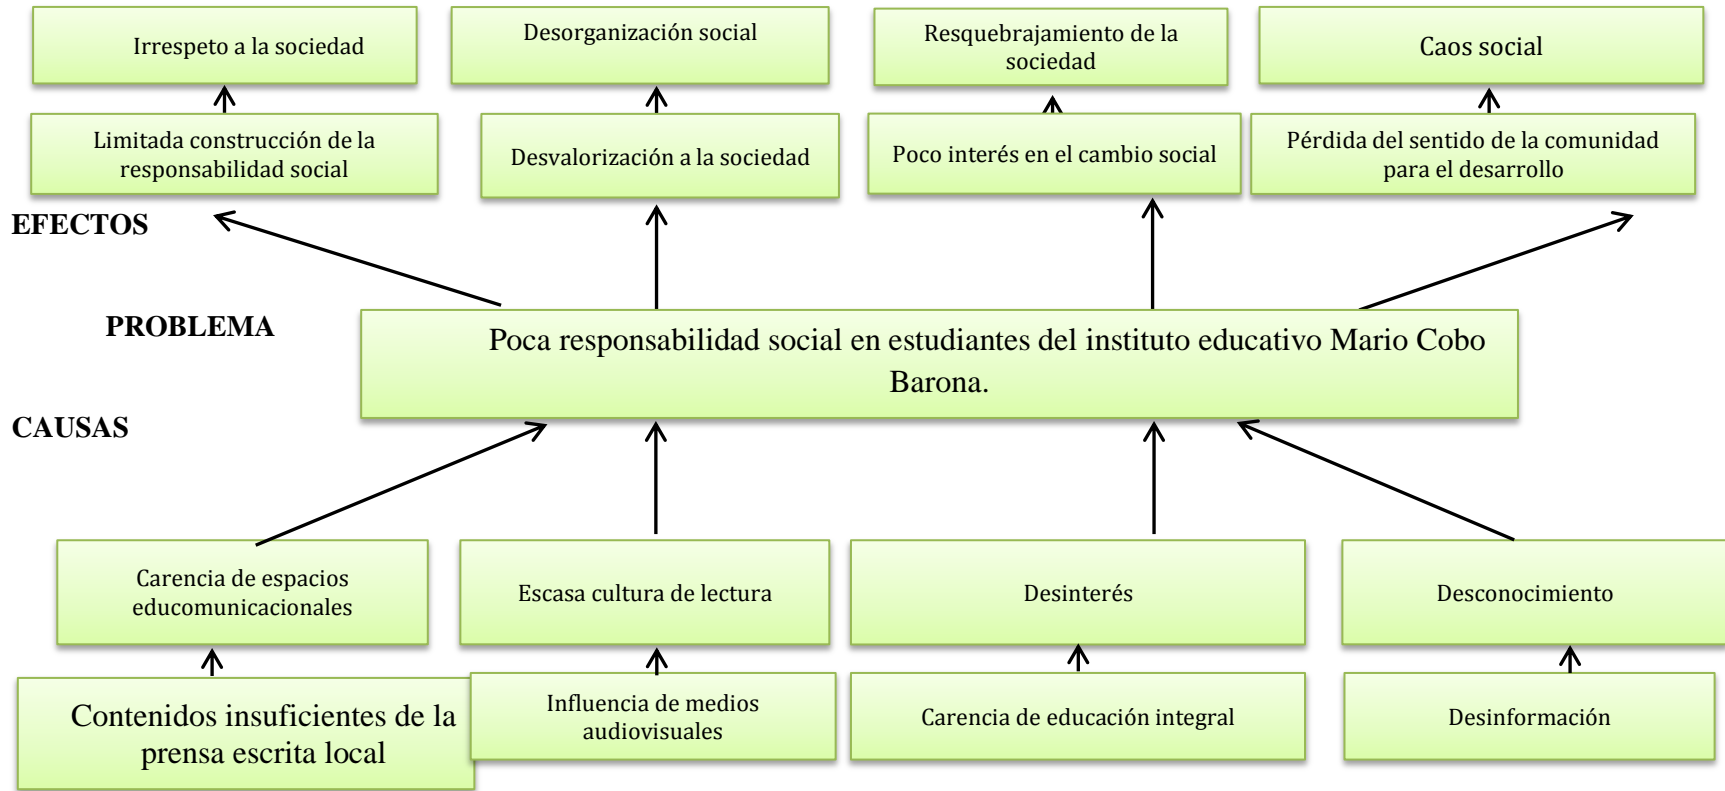 Irrespeto a la sociedad
Desorganización social
Resquebrajamiento de la
sociedad
Caos social
Limitada construcción de la
responsabilidad social
Desvalorización a la sociedad
Poco interés en el cambio social
Pérdida del sentido de la comunidad
para el desarrollo
EFECTOS
PROBLEMA
Poca responsabilidad social en estudiantes del instituto educativo Mario Cobo
Barona.
CAUSAS
Carencia de espacios
educomunicacionales
Escasa cultura de lectura
Desinterés
Desconocimiento
Contenidos insuficientes de la
prensa escrita local
Influencia de medios
audiovisuales
Carencia de educación integral
Desinformación